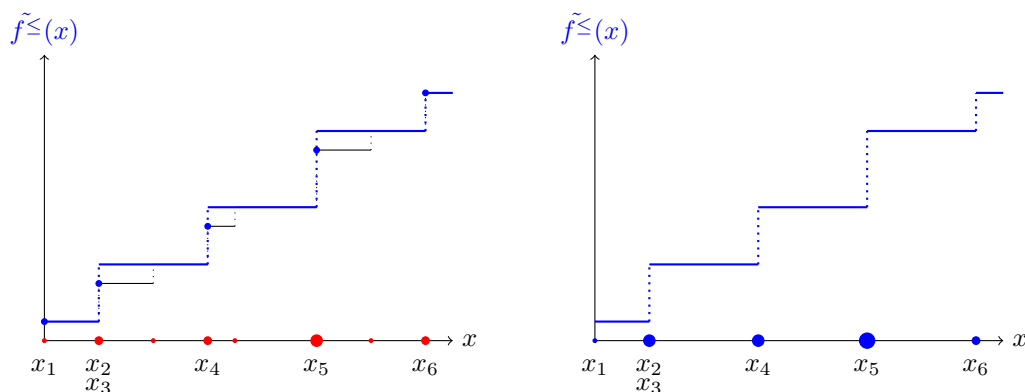 f̃^≤(x)
x
x₁ x₂ x₄ x₅ x₆
x₃
f̃^≤(x)
x
x₁ x₂ x₄ x₅ x₆
x₃